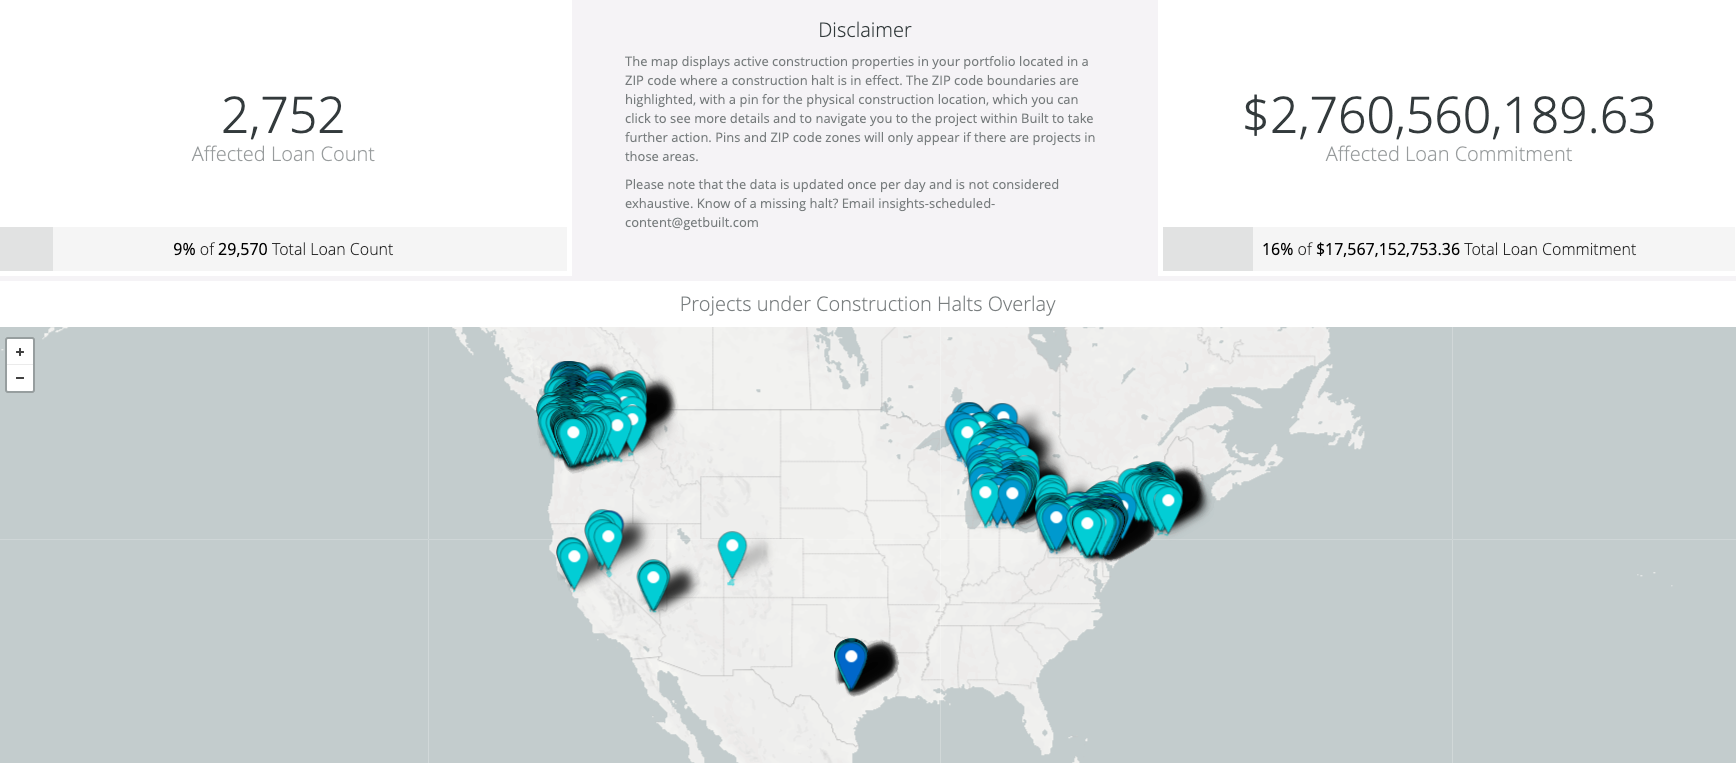 2,752
Affected Loan Count
9% of 29,570 Total Loan Count
Disclaimer
The map displays active construction properties in your portfolio located in a
ZIP code where a construction halt is in effect. The ZIP code boundaries are
highlighted, with a pin for the physical construction location, which you can
click to see more details and to navigate you to the project within Built to take
further action. Pins and ZIP code zones will only appear if there are projects in
those areas.
Please note that the data is updated once per day and is not considered
exhaustive. Know of a missing halt? Email insights-scheduled-
content@getbuilt.com
$2,760,560,189.63
Affected Loan Commitment
16% of $17,567,152,753.36 Total Loan Commitment
Projects under Construction Halts Overlay
+
−